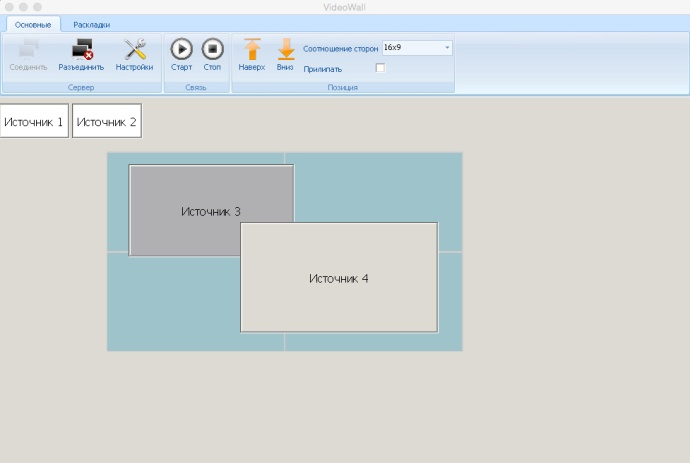 VideoWall
Основные Раскладки
Соединить Разъединить Настройки Старт Стоп Наверх Вниз Соотношение сторон 16x9
Прилипать
Сервер Связь Позиция
Источник 1 Источник 2
Источник 3
Источник 4